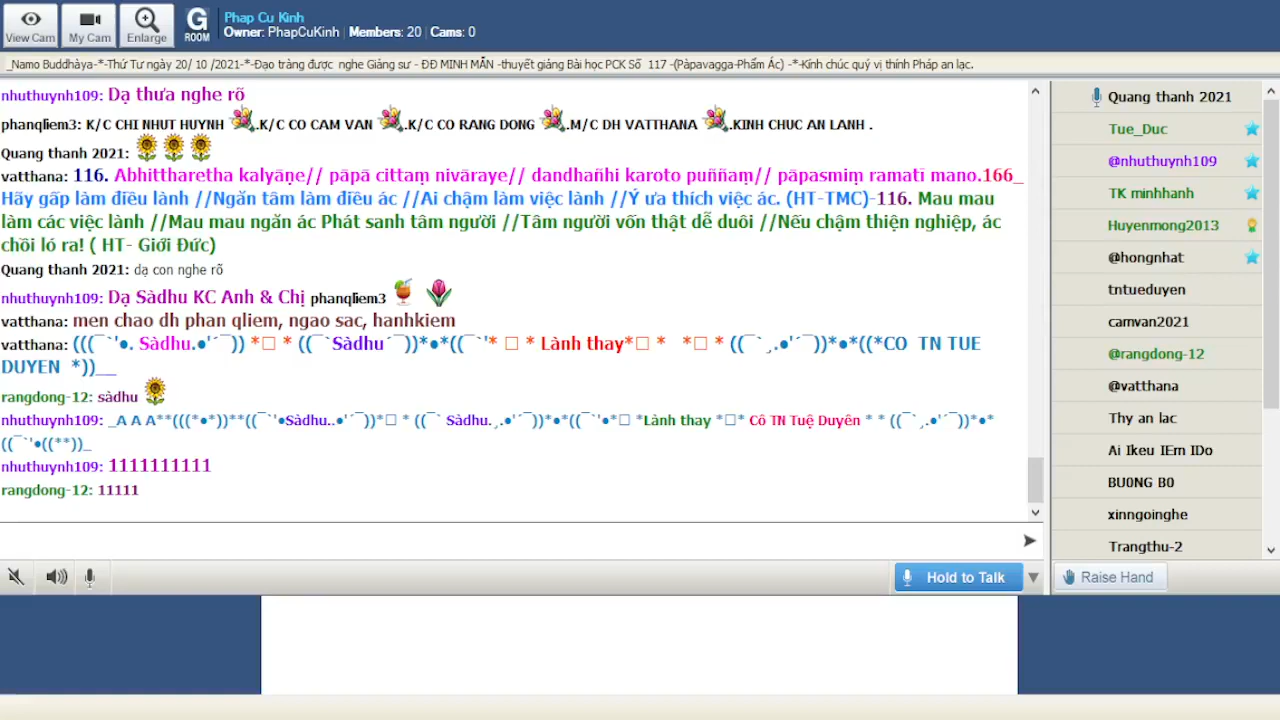 View Cam
My Cam
Enlarge
G
ROOM
Phap Cu Kinh
Owner: PhapCuKinh | Members: 20 | Cams: 0
_Namo Buddhàya-*-Thứ Tư ngày 20/ 10 /2021-*-Đạo tràng được nghe Giảng sư - ĐĐ MINH MẪN -thuyết giảng Bài học PCK Số 117 -(Pàpavagga-Phẩm Ác) -*-Kính chúc quý vị thính Pháp an lạc.
nhuthuynh109: Dạ thưa nghe rõ
phanqliem3: K/C CHI NHUT HUYNH .K/C CO CAM VAN .K/C CO RANG DONG .M/C DH VATTHANA .KINH CHUC AN LANH .
Quang thanh 2021:
vatthana: 116. Abhittharetha kalyāṇe// pāpā cittaṃ nivāraye// dandhañhi karoto puññaṃ// pāpasmiṃ ramati mano.166_
Hãy gấp làm điều lành //Ngăn tâm làm điều ác //Ai chậm làm việc lành //Ý ưa thích việc ác. (HT-TMC)-116. Mau mau
làm các việc lành //Mau mau ngăn ác Phát sanh tâm người //Tâm người vốn thật dễ duôi //Nếu chậm thiện nghiệp, ác
chồi ló ra! ( HT- Giới Đức)
Quang thanh 2021: dạ con nghe rõ
nhuthuynh109: Dạ Sàdhu KC Anh & Chị phanqliem3
vatthana: men chao dh phan qliem, ngao sac, hanhkiem
vatthana: (((¯`'•. Sàdhu.•'´¯)) *□ * ((¯`Sàdhu´¯))*•*((¯`'* □ * Lành thay*□ * *□ * ((¯`¸.•'´¯))*•*((*CO TN TUE
DUYEN *))__
rangdong-12: sàdhu
nhuthuynh109: _A A A**(((*•*))**((¯`'•Sàdhu..•'´¯))*□ * ((¯` Sàdhu.¸.•'´¯))*•*((¯`'•*□ *Lành thay *□* Cô TN Tuệ Duyên * * ((¯`¸.•'´¯))*•*
((¯`'•((**))_
nhuthuynh109: 1111111111
rangdong-12: 11111
Hold to Talk
Quang thanh 2021
Tue_Duc
@nhuthuynh109
TK minhhanh
Huyenmong2013
@hongnhat
tntueduyen
camvan2021
@rangdong-12
@vatthana
Thy an lac
Ai lkeu IEm IDo
BU0NG B0
xinngoinghe
Trangthu-2
Raise Hand